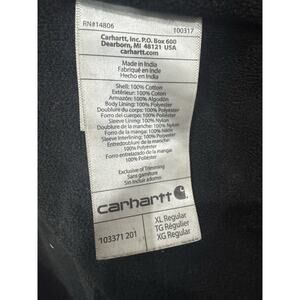 RN#14806 100317
Carhartt, Inc. P.O. Box 600
Dearborn, MI 48121 USA
carhartt.com
Made in India
Fabriqué en Inde
Hecho en India
Shell: 100% Cotton
Extérieur: 100% Coton
Armazón: 100% Algodón
Body Lining: 100% Polyester
Doublure du corps: 100% Polyester
Forro del cuerpo: 100% Poliéster
Sleeve Lining: 100% Nylon
Doublure de la manche: 100% Nylon
Forro de la manga: 100% Nylon
Sleeve Interlining: 100% Polyester
Entredoublure de la manche:
100% Polyester
Forro entrelazado de la manga:
100% Poliéster
Exclusive of Trimming
Sans garniture
Sin incluir el adorno
carhartt
103371 201
XL Regular
TG Régulier
XG Regular